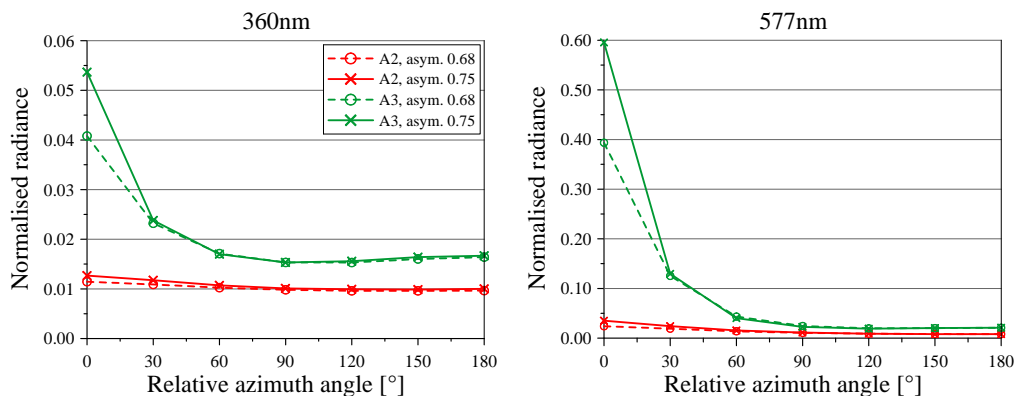 360nm
Normalised radiance
0.06
0.05
0.04
0.03
0.02
0.01
0.00
A2, asym. 0.68
A2, asym. 0.75
A3, asym. 0.68
A3, asym. 0.75
0 30 60 90 120 150 180
Relative azimuth angle [°]
577nm
Normalised radiance
0.60
0.50
0.40
0.30
0.20
0.10
0.00
0 30 60 90 120 150 180
Relative azimuth angle [°]